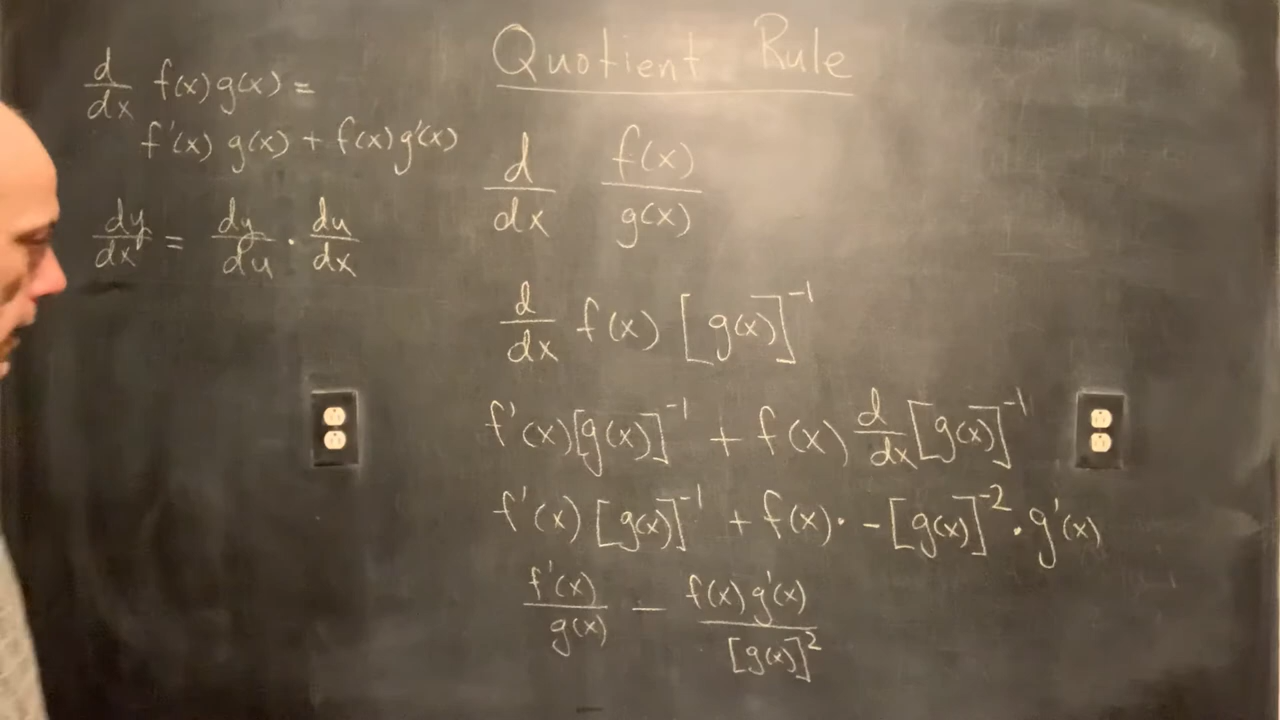 Quotient Rule
d/dx f(x)g(x) =
f'(x) g(x) + f(x)g'(x)
dy/dx = dy/du · du/dx
d/dx f(x)/g(x)
d/dx f(x) [g(x)]^-1
f'(x)[g(x)]^-1 + f(x) d/dx [g(x)]^-1
f'(x) [g(x)]^-1 + f(x) · -[g(x)]^-2 · g'(x)
f'(x)/g(x) - f(x)g'(x)/[g(x)]^2